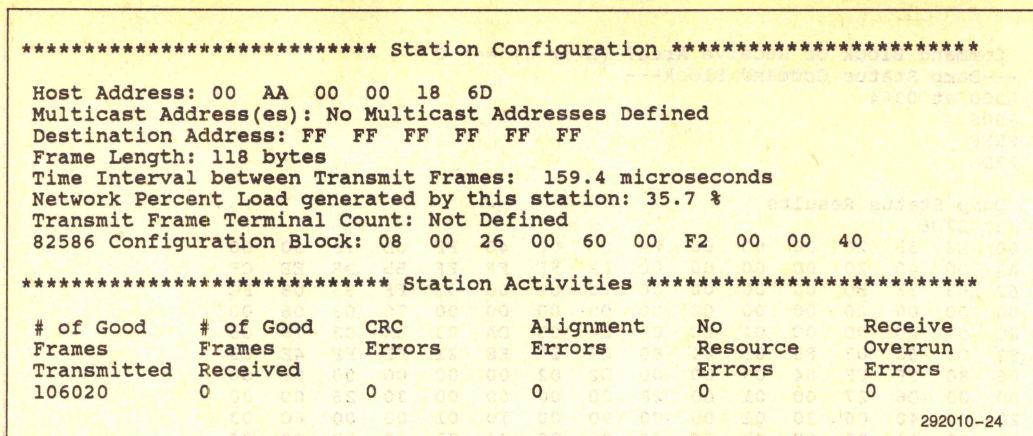 **************************** Station Configuration ************************
Host Address: 00 AA 00 00 18 6D
Multicast Address(es): No Multicast Addresses Defined
Destination Address: FF FF FF FF FF FF
Frame Length: 118 bytes
Time Interval between Transmit Frames: 159.4 microseconds
Network Percent Load generated by this station: 35.7 %
Transmit Frame Terminal Count: Not Defined
82586 Configuration Block: 08 00 26 00 60 00 F2 00 00 40
***************************** Station Activities **************************
# of Good # of Good CRC Alignment No Receive
Frames Frames Errors Errors Resource Overrun
Transmitted Received Errors Errors
106020 0 0 0 0 0
292010-24